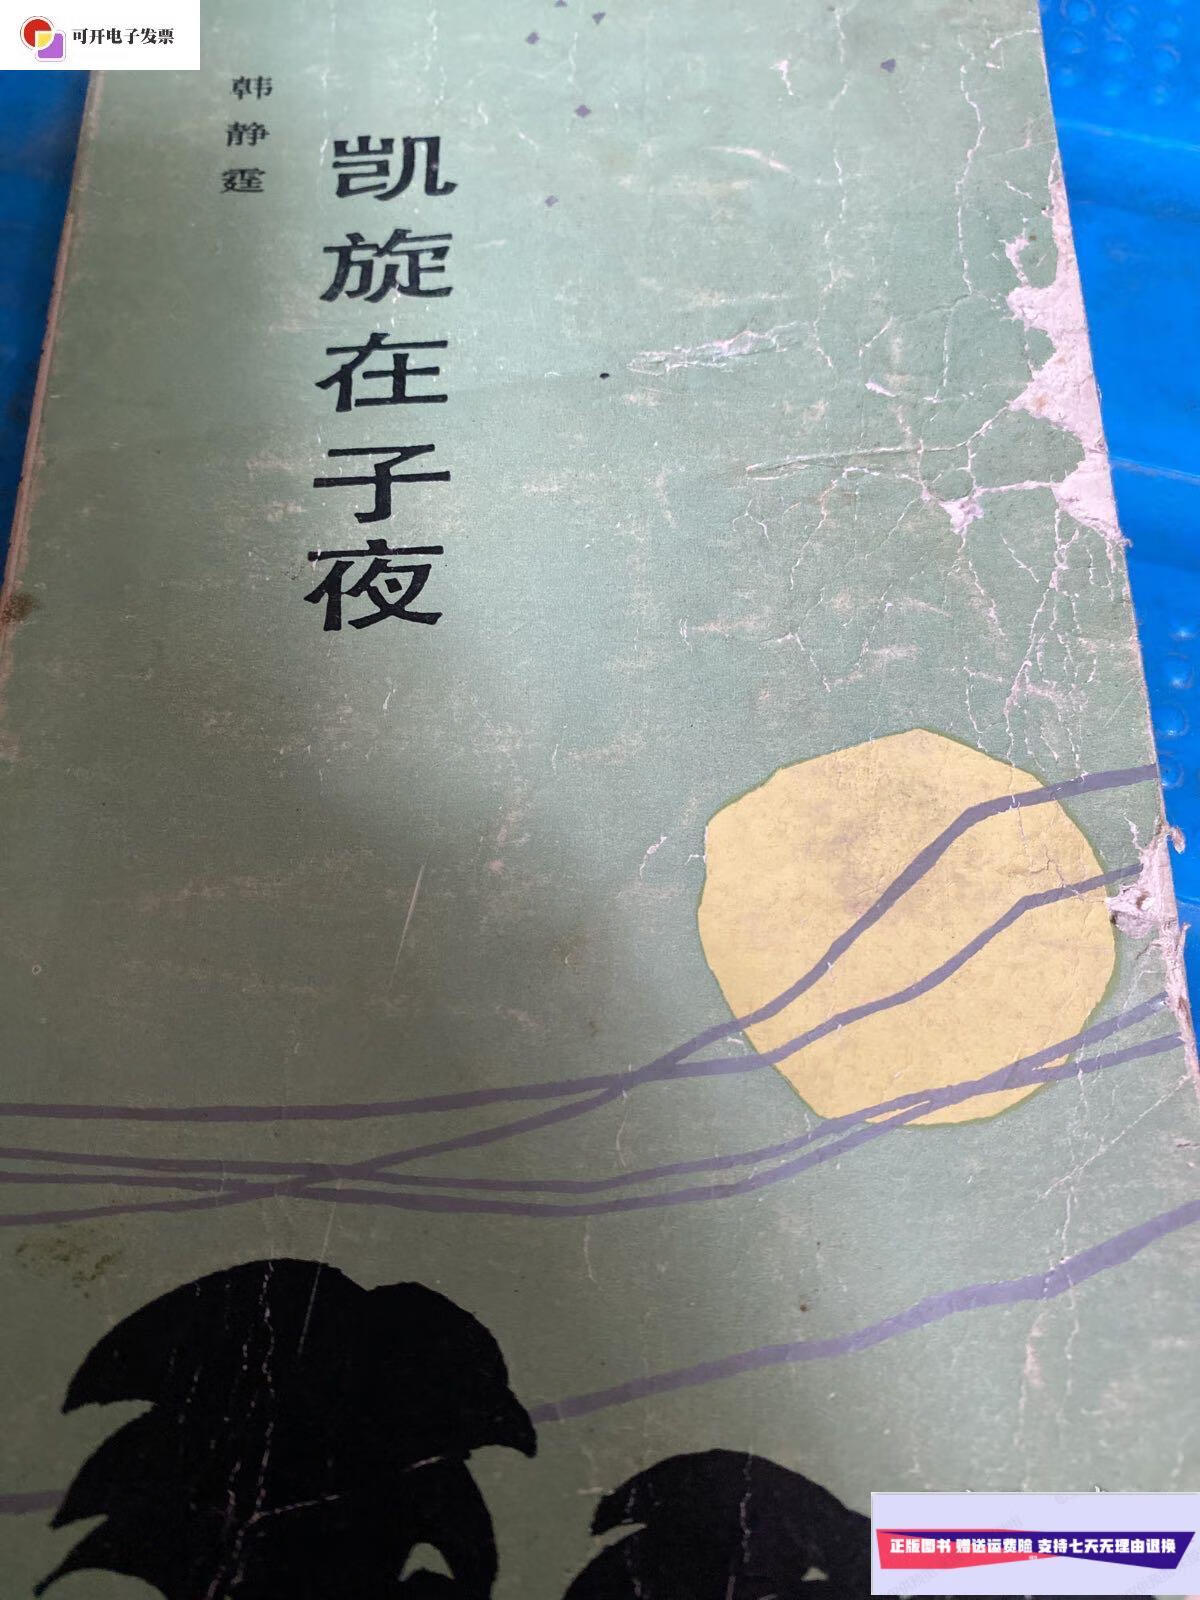 可开电子发票
韩静霆
凯旋在子夜
正版图书 赠送运费险 支持七天无理由退换